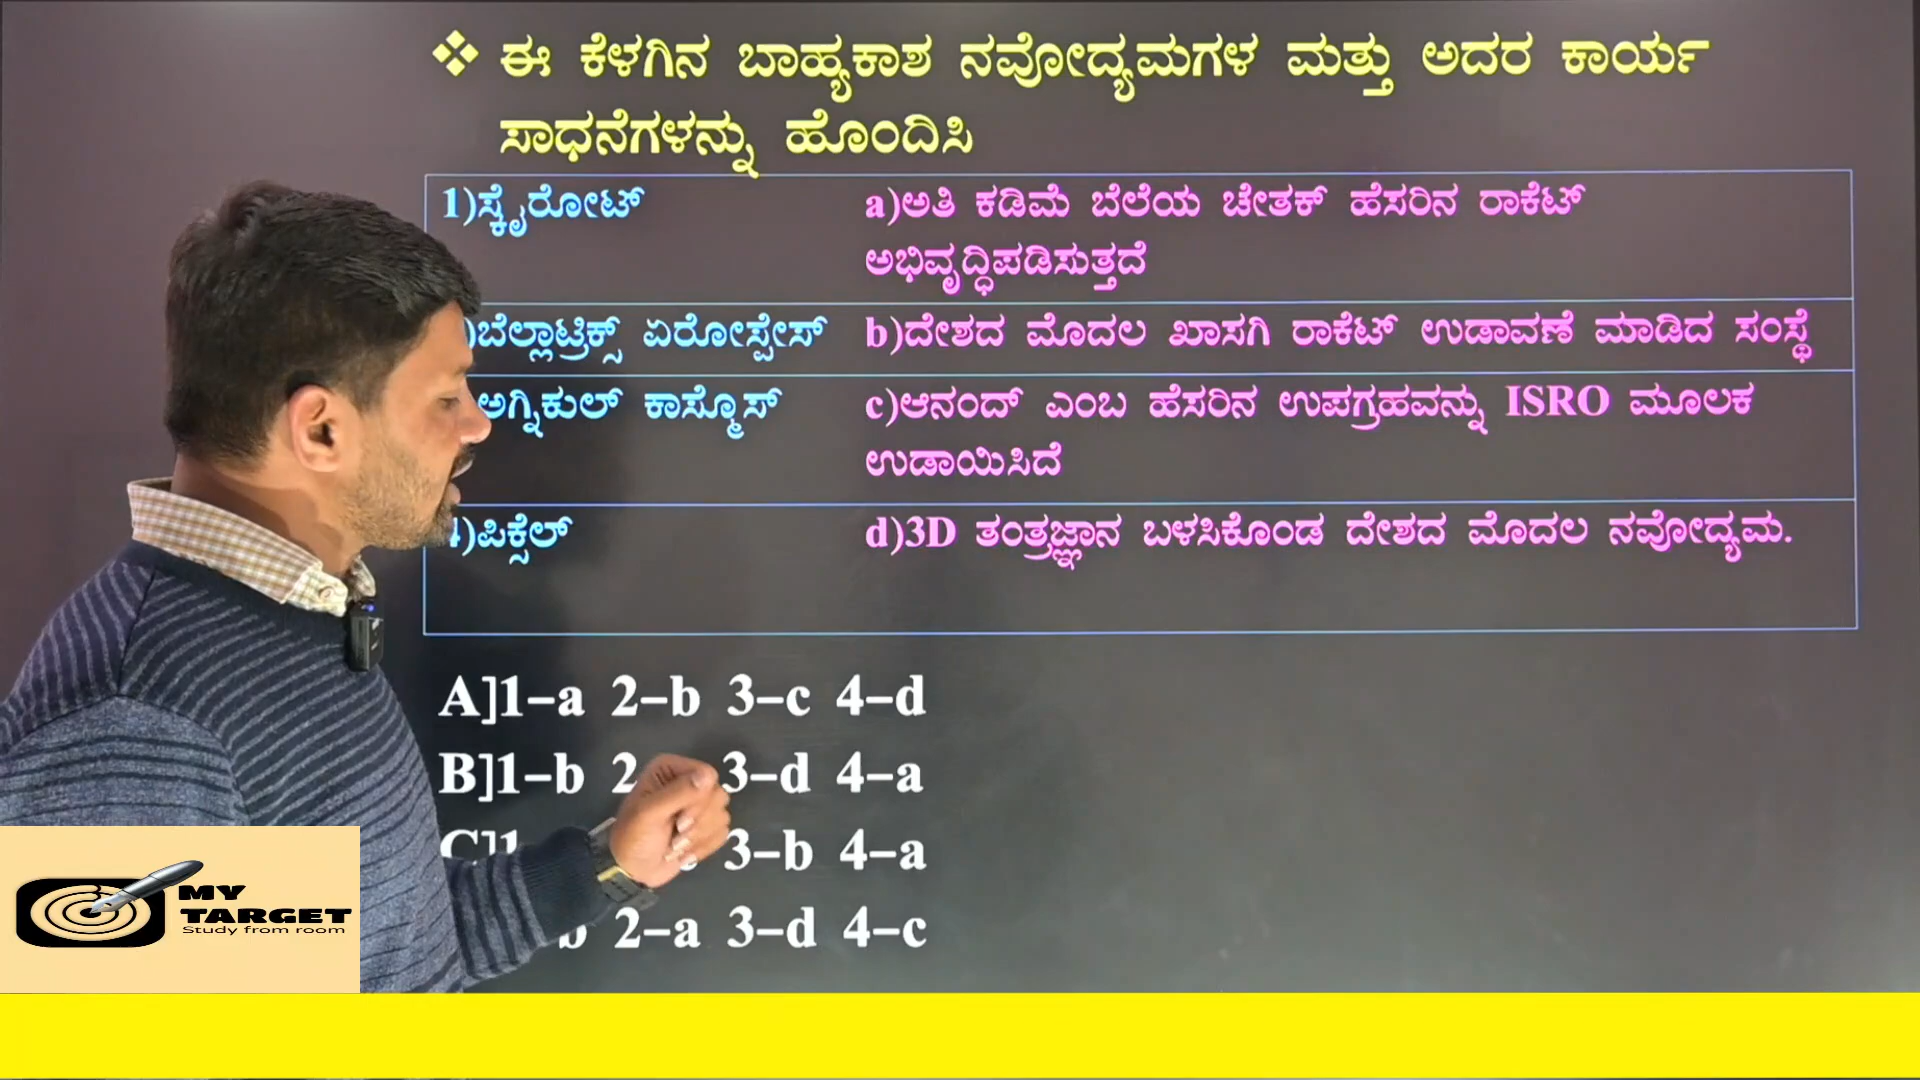 ❖ ಈ ಕೆಳಗಿನ ಬಾಹ್ಯಕಾಶ ನವೋದ್ಯಮಗಳ ಮತ್ತು ಅದರ ಕಾರ್ಯ
ಸಾಧನೆಗಳನ್ನು ಹೊಂದಿಸಿ
1)ಸ್ಕೈರೋಟ್ a)ಅತಿ ಕಡಿಮೆ ಬೆಲೆಯ ಚೇತಕ್ ಹೆಸರಿನ ರಾಕೆಟ್
ಅಭಿವೃದ್ಧಿಪಡಿಸುತ್ತದೆ
)ಬೆಲ್ಲಾಟ್ರಿಕ್ಸ್ ಏರೋಸ್ಪೇಸ್ b)ದೇಶದ ಮೊದಲ ಖಾಸಗಿ ರಾಕೆಟ್ ಉಡಾವಣೆ ಮಾಡಿದ ಸಂಸ್ಥೆ
ಅಗ್ನಿಕುಲ್ ಕಾಸ್ಮೊಸ್ c)ಆನಂದ್ ಎಂಬ ಹೆಸರಿನ ಉಪಗ್ರಹವನ್ನು ISRO ಮೂಲಕ
ಉಡಾಯಿಸಿದೆ
4)ಪಿಕ್ಸೆಲ್ d)3D ತಂತ್ರಜ್ಞಾನ ಬಳಸಿಕೊಂಡ ದೇಶದ ಮೊದಲ ನವೋದ್ಯಮ.
A]1–a 2–b 3–c 4–d
B]1–b 2 3–d 4–a
C]1 3–b 4–a
b 2–a 3–d 4–c
MY
TARGET
Study from room